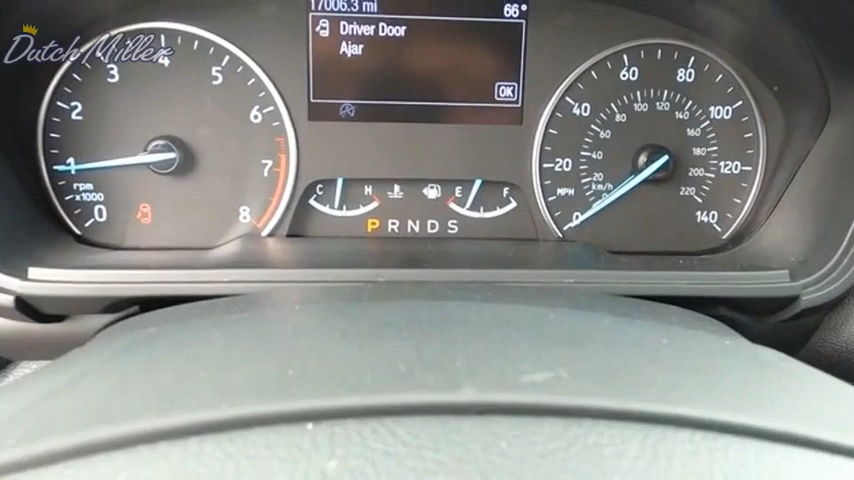 17006.3 mi 66°
Driver Door
Ajar
OK
Dutch Miller
0 1 2 3 4 5 6 7 8
rpm
x1000
C H E F
P R N D S
0 20 40 60 80 100 120 140
MPH
20 40 60 80 100 120 140 160 180 200 220
km/h